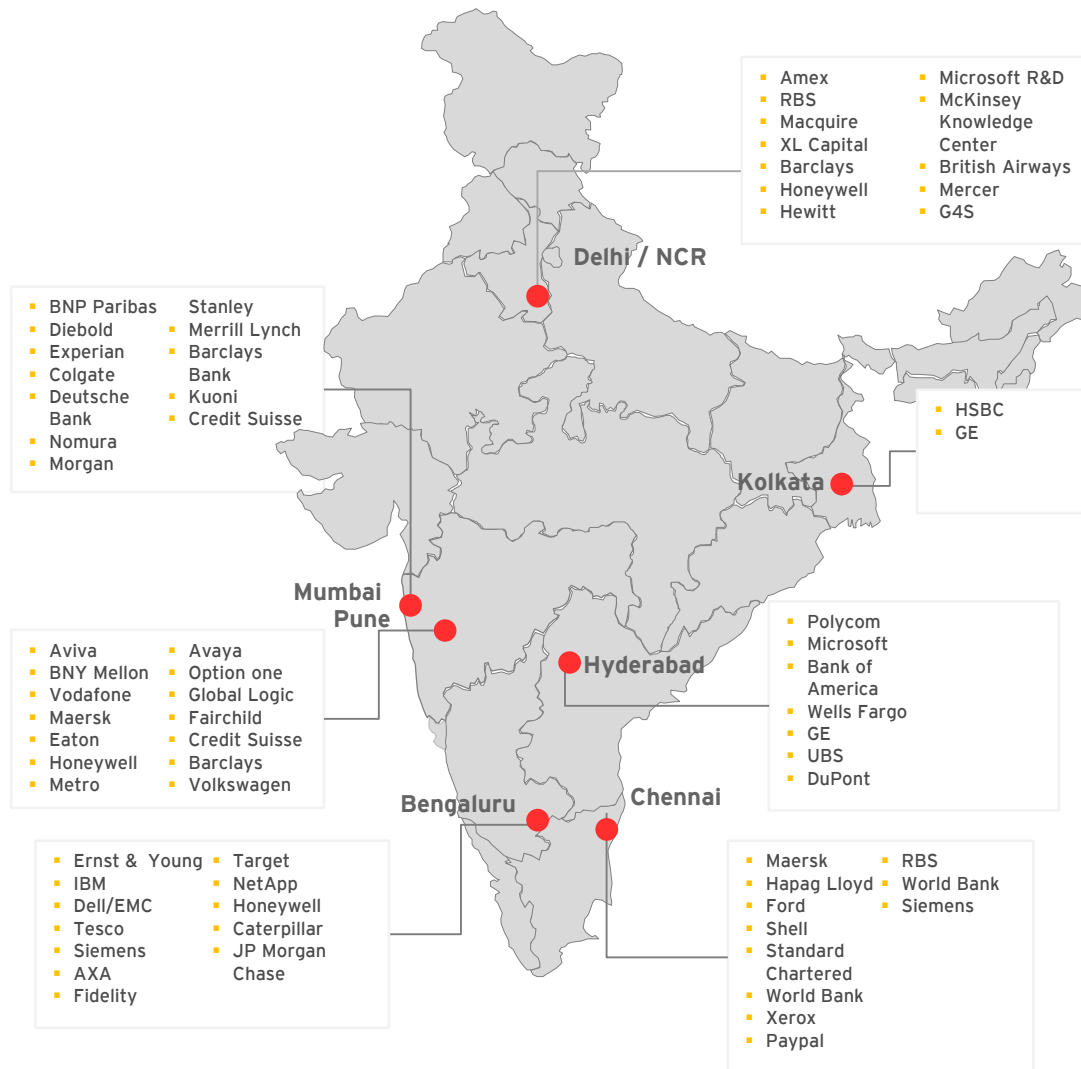 Amex
RBS
Macquire
XL Capital
Barclays
Honeywell
Hewitt
Microsoft R&D
McKinsey
Knowledge
Center
British Airways
Mercer
G4S
Delhi / NCR
BNP Paribas
Diebold
Experian
Colgate
Deutsche
Bank
Nomura
Morgan
Stanley
Merrill Lynch
Barclays
Bank
Kuoni
Credit Suisse
HSBC
GE
Kolkata
Mumbai
Pune
Aviva
BNY Mellon
Vodafone
Maersk
Eaton
Honeywell
Metro
Avaya
Option one
Global Logic
Fairchild
Credit Suisse
Barclays
Volkswagen
Hyderabad
Polycom
Microsoft
Bank of
America
Wells Fargo
GE
UBS
DuPont
Bengaluru
Chennai
Ernst & Young
IBM
Dell/EMC
Tesco
Siemens
AXA
Fidelity
Target
NetApp
Honeywell
Caterpillar
JP Morgan
Chase
Maersk
Hapag Lloyd
Ford
Shell
Standard
Chartered
World Bank
Xerox
Paypal
RBS
World Bank
Siemens